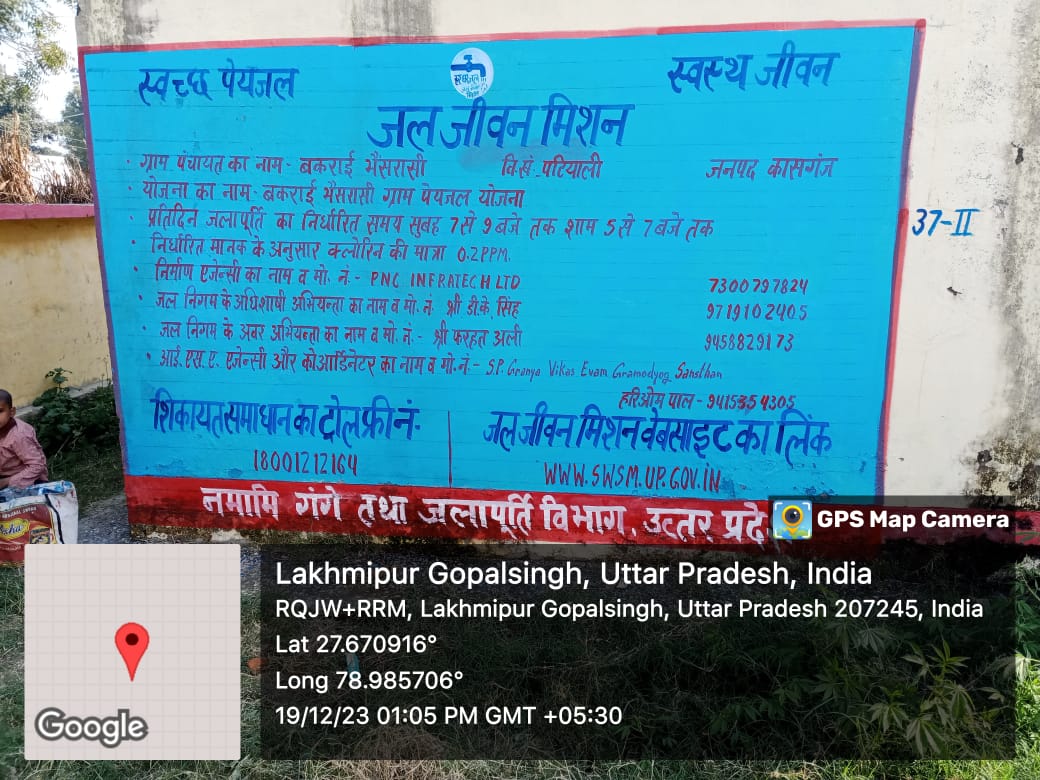 स्वच्छ पेयजल
स्वस्थ जीवन
जल जीवन मिशन
· ग्राम पंचायत का नाम- बकराई भैंसरासी वि.खं.-पटियाली जनपद कासगंज
· योजना का नाम- बकराई भैंसरासी ग्राम पेयजल योजना
· प्रतिदिन जलापूर्ति का निर्धारित समय सुबह 7 से 9 बजे तक शाम 5 से 7 बजे तक
· निर्धारित मानक के अनुसार क्लोरिन की मात्रा 0.2 PPM.
· निर्माण एजेन्सी का नाम व मो. नं.- PNC INFRATECH LTD 7300797824
· जल निगम के अधिशाषी अभियन्ता का नाम व मो. नं. श्री डी.के. सिंह 9719102405
· जल निगम के अवर अभियन्ता का नाम व मो. नं.- श्री फरहत अली 9458829173
· आई.एस.ए. एजेन्सी और कोआर्डिनेटर का नाम व मो.नं.- S.P. Gramya Vikas Evam Gramodyog Sansthan
हरिओम पाल - 9415354305
शिकायत समाधान का ट्रोल फ्री नं.-
18001212164
जल जीवन मिशन वेबसाइट का लिंक
WWW.SWSM.UP.GOV.IN
नमामि गंगे तथा जलापूर्ति विभाग, उत्तर प्रदे
37-II
GPS Map Camera
Lakhmipur Gopalsingh, Uttar Pradesh, India
RQJW+RRM, Lakhmipur Gopalsingh, Uttar Pradesh 207245, India
Lat 27.670916°
Long 78.985706°
19/12/23 01:05 PM GMT +05:30
Google